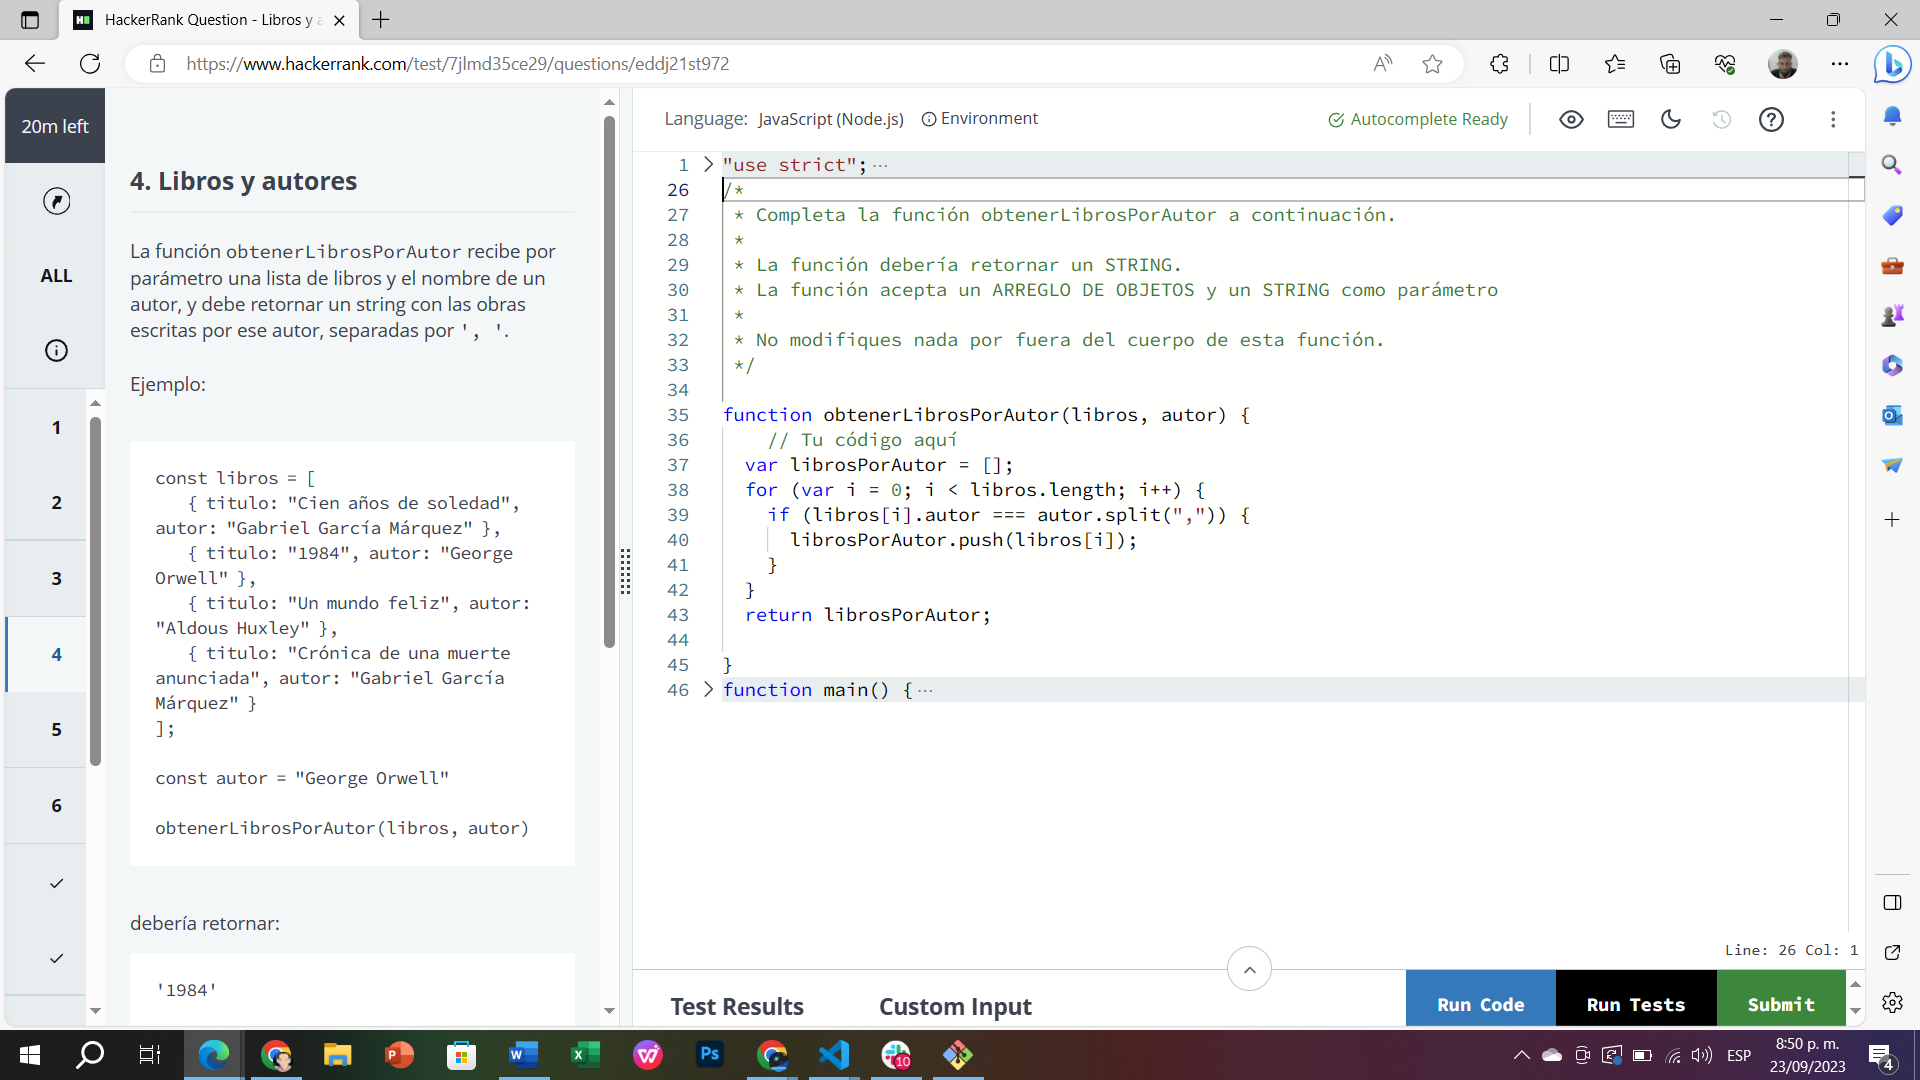 HackerRank Question - Libros y a
https://www.hackerrank.com/test/7jlmd35ce29/questions/eddj21st972
20m left
ALL
1
2
3
4
5
6
4. Libros y autores
La función obtenerLibrosPorAutor recibe por
parámetro una lista de libros y el nombre de un
autor, y debe retornar un string con las obras
escritas por ese autor, separadas por ', '.
Ejemplo:
const libros = [
{ titulo: "Cien años de soledad",
autor: "Gabriel García Márquez" },
{ titulo: "1984", autor: "George
Orwell" },
{ titulo: "Un mundo feliz", autor:
"Aldous Huxley" },
{ titulo: "Crónica de una muerte
anunciada", autor: "Gabriel García
Márquez" }
];
const autor = "George Orwell"
obtenerLibrosPorAutor(libros, autor)
debería retornar:
'1984'
Language: JavaScript (Node.js) Environment
Autocomplete Ready
1 "use strict";···
26 /*
27 * Completa la función obtenerLibrosPorAutor a continuación.
28 *
29 * La función debería retornar un STRING.
30 * La función acepta un ARREGLO DE OBJETOS y un STRING como parámetro
31 *
32 * No modifiques nada por fuera del cuerpo de esta función.
33 */
34
35 function obtenerLibrosPorAutor(libros, autor) {
36 // Tu código aquí
37 var librosPorAutor = [];
38 for (var i = 0; i < libros.length; i++) {
39 if (libros[i].autor === autor.split(",")) {
40 librosPorAutor.push(libros[i]);
41 }
42 }
43 return librosPorAutor;
44
45 }
46 function main() {···
Line: 26 Col: 1
Test Results
Custom Input
Run Code
Run Tests
Submit
10
ESP
8:50 p. m.
23/09/2023
4